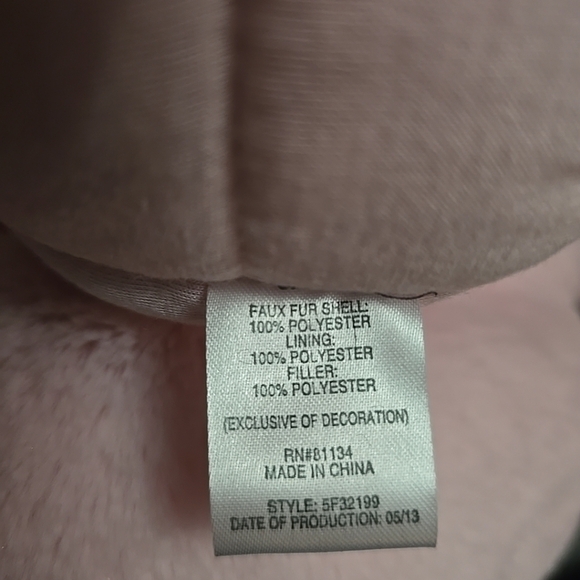 FAUX FUR SHELL:
100% POLYESTER
LINING:
100% POLYESTER
FILLER:
100% POLYESTER
(EXCLUSIVE OF DECORATION)
RN#81134
MADE IN CHINA
STYLE: 5F32199
DATE OF PRODUCTION: 05/13